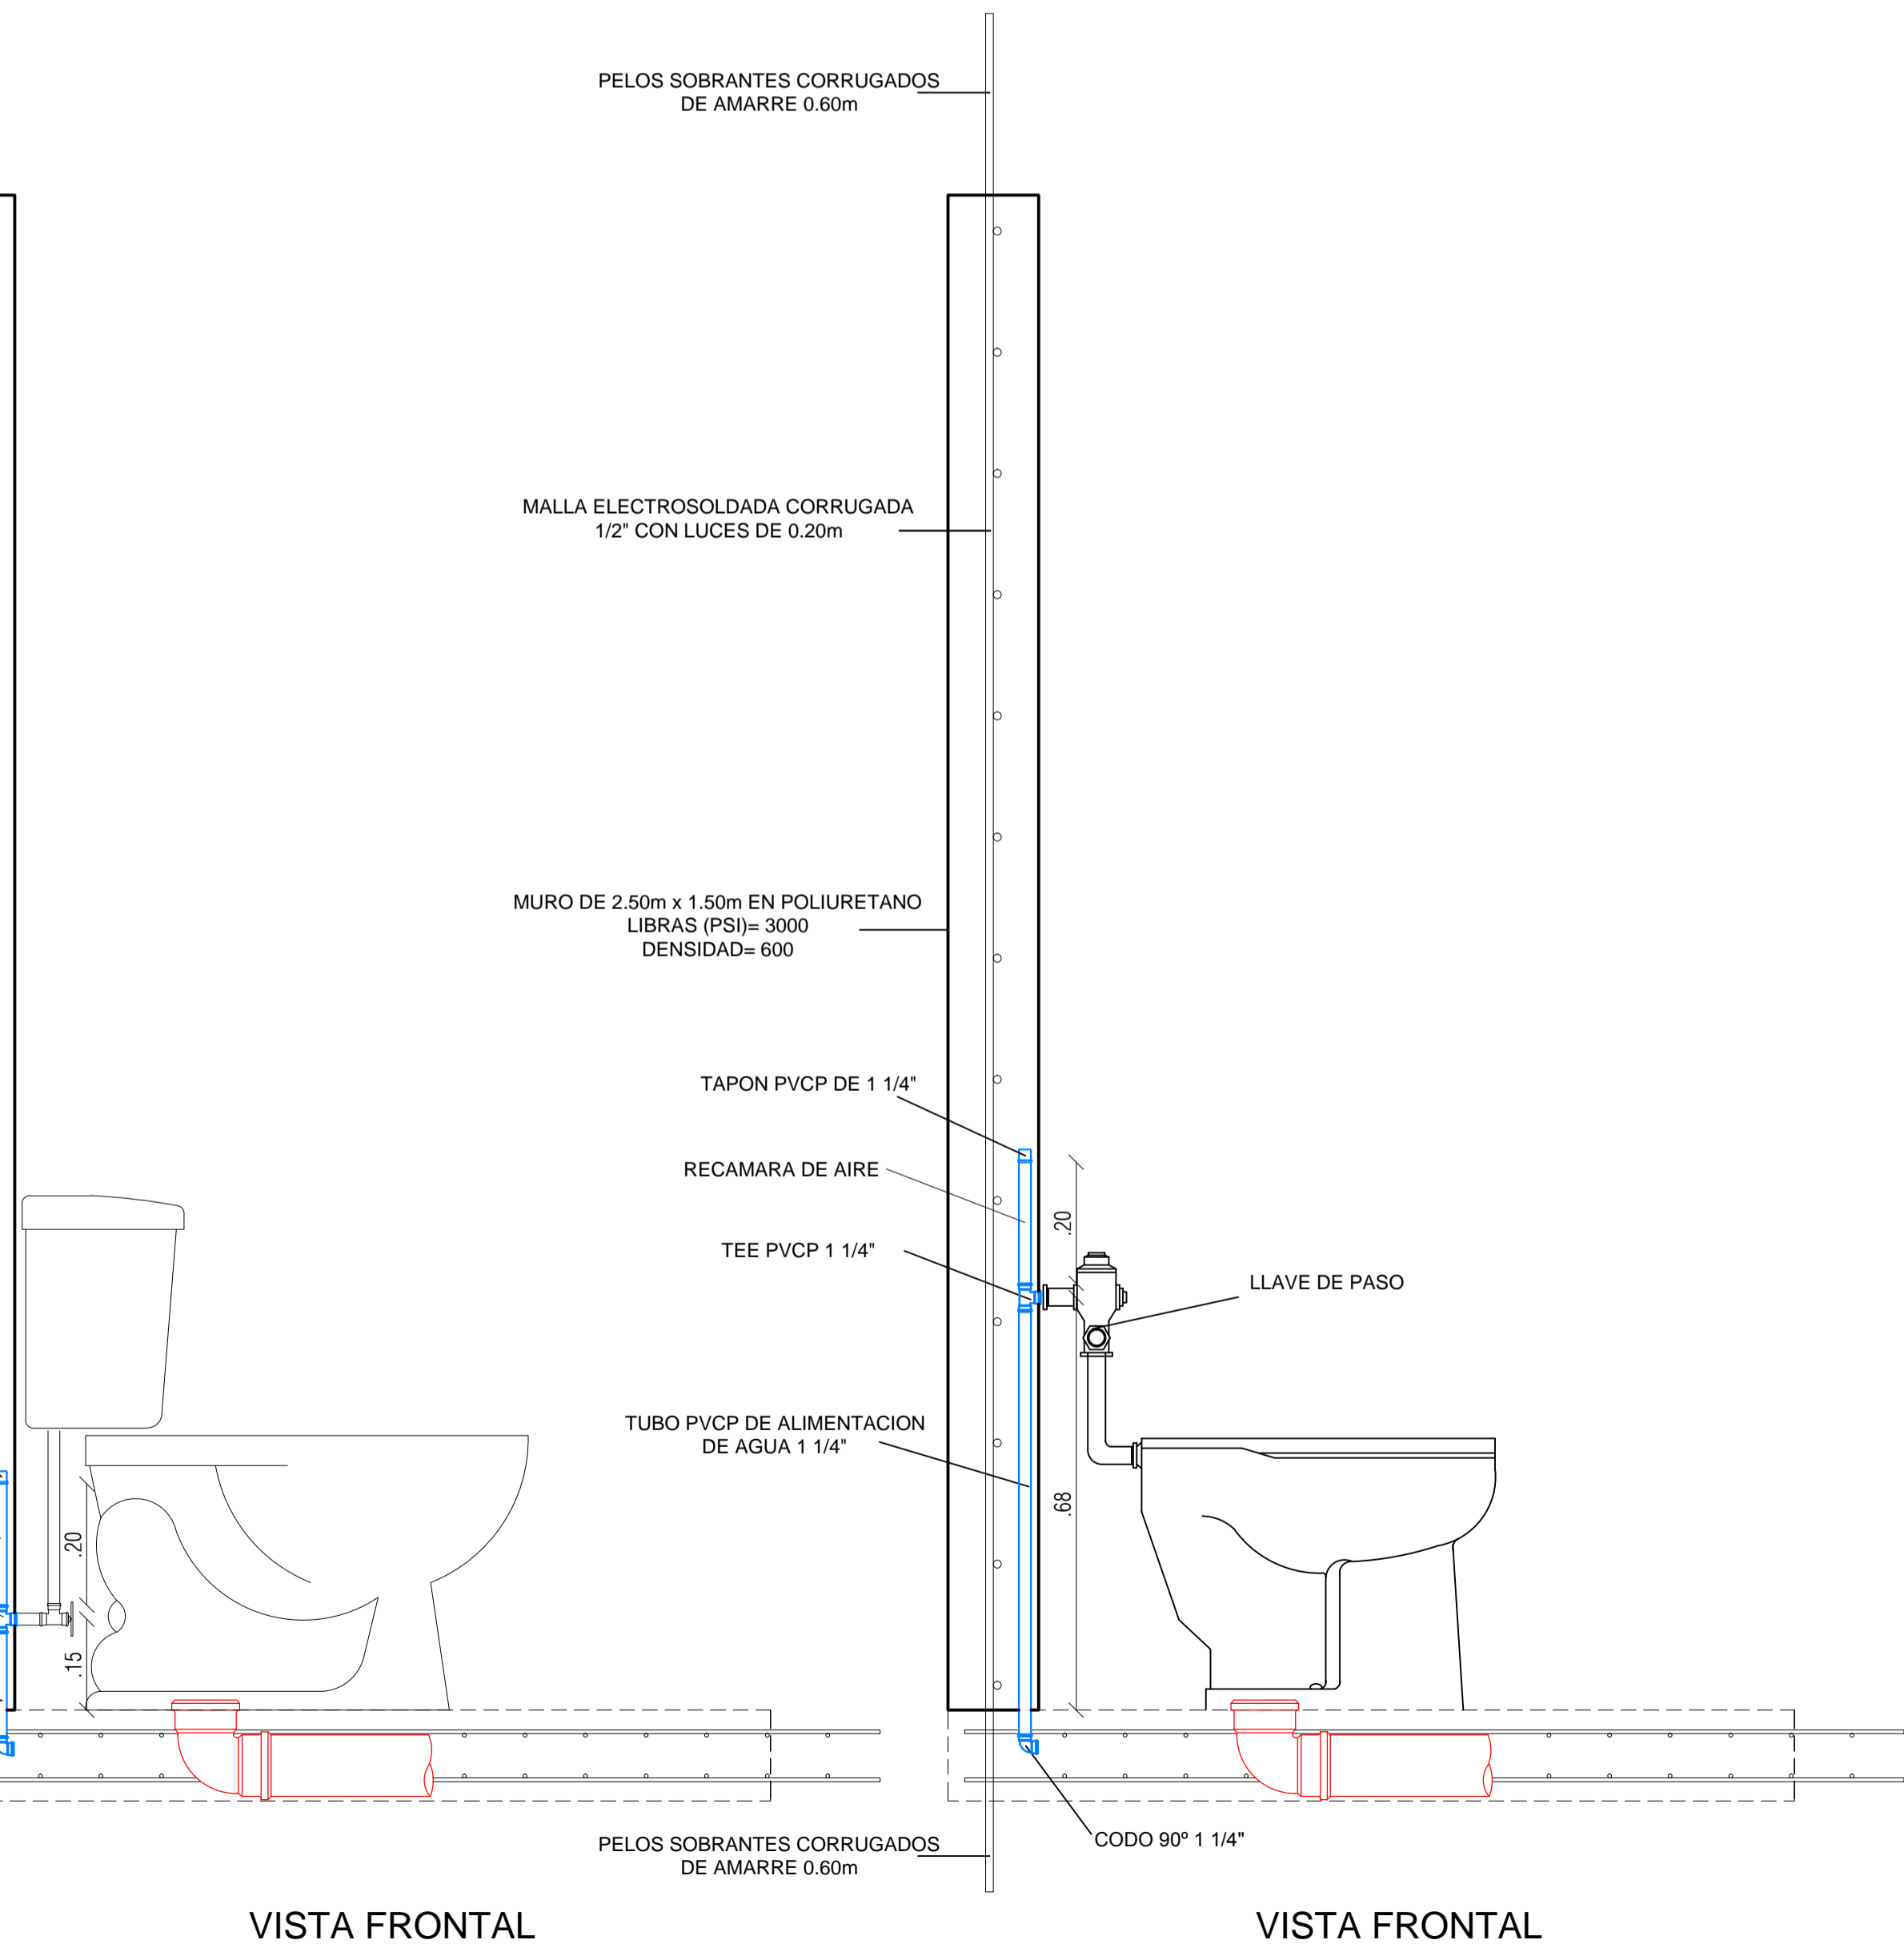 PELOS SOBRANTES CORRUGADOS
DE AMARRE 0.60m
MALLA ELECTROSOLDADA CORRUGADA
1/2" CON LUCES DE 0.20m
MURO DE 2.50m x 1.50m EN POLIURETANO
LIBRAS (PSI)= 3000
DENSIDAD= 600
TAPON PVCP DE 1 1/4"
RECAMARA DE AIRE
TEE PVCP 1 1/4"
.20
LLAVE DE PASO
TUBO PVCP DE ALIMENTACION
DE AGUA 1 1/4"
.68
.20
.15
PELOS SOBRANTES CORRUGADOS
DE AMARRE 0.60m
CODO 90º 1 1/4"
VISTA FRONTAL
VISTA FRONTAL